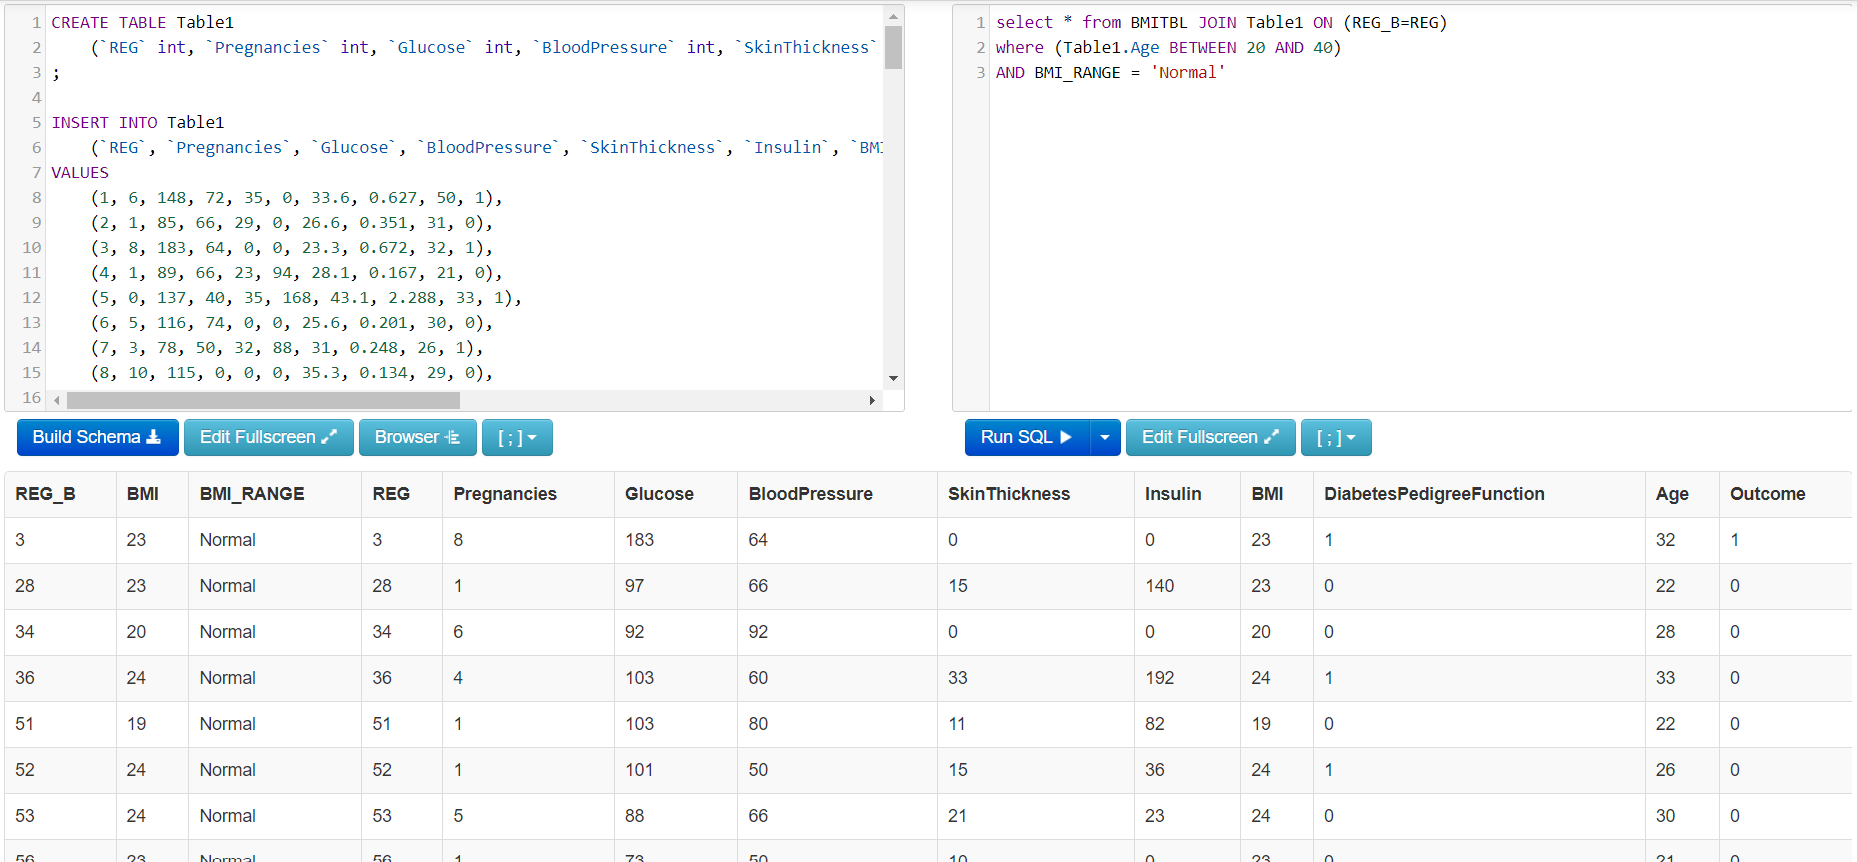 1 CREATE TABLE Table1
2 (`REG` int, `Pregnancies` int, `Glucose` int, `BloodPressure` int, `SkinThickness`
3 ;
4
5 INSERT INTO Table1
6 (`REG`, `Pregnancies`, `Glucose`, `BloodPressure`, `SkinThickness`, `Insulin`, `BMI
7 VALUES
8 (1, 6, 148, 72, 35, 0, 33.6, 0.627, 50, 1),
9 (2, 1, 85, 66, 29, 0, 26.6, 0.351, 31, 0),
10 (3, 8, 183, 64, 0, 0, 23.3, 0.672, 32, 1),
11 (4, 1, 89, 66, 23, 94, 28.1, 0.167, 21, 0),
12 (5, 0, 137, 40, 35, 168, 43.1, 2.288, 33, 1),
13 (6, 5, 116, 74, 0, 0, 25.6, 0.201, 30, 0),
14 (7, 3, 78, 50, 32, 88, 31, 0.248, 26, 1),
15 (8, 10, 115, 0, 0, 0, 35.3, 0.134, 29, 0),
16
1 select * from BMITBL JOIN Table1 ON (REG_B=REG)
2 where (Table1.Age BETWEEN 20 AND 40)
3 AND BMI_RANGE = 'Normal'
Build Schema Edit Fullscreen Browser [ ; ]
Run SQL Edit Fullscreen [ ; ]
REG_B BMI BMI_RANGE REG Pregnancies Glucose BloodPressure SkinThickness Insulin BMI DiabetesPedigreeFunction Age Outcome
3 23 Normal 3 8 183 64 0 0 23 1 32 1
28 23 Normal 28 1 97 66 15 140 23 0 22 0
34 20 Normal 34 6 92 92 0 0 20 0 28 0
36 24 Normal 36 4 103 60 33 192 24 1 33 0
51 19 Normal 51 1 103 80 11 82 19 0 22 0
52 24 Normal 52 1 101 50 15 36 24 1 26 0
53 24 Normal 53 5 88 66 21 23 24 0 30 0
56 23 Normal 56 1 73 50 10 0 23 0 21 0